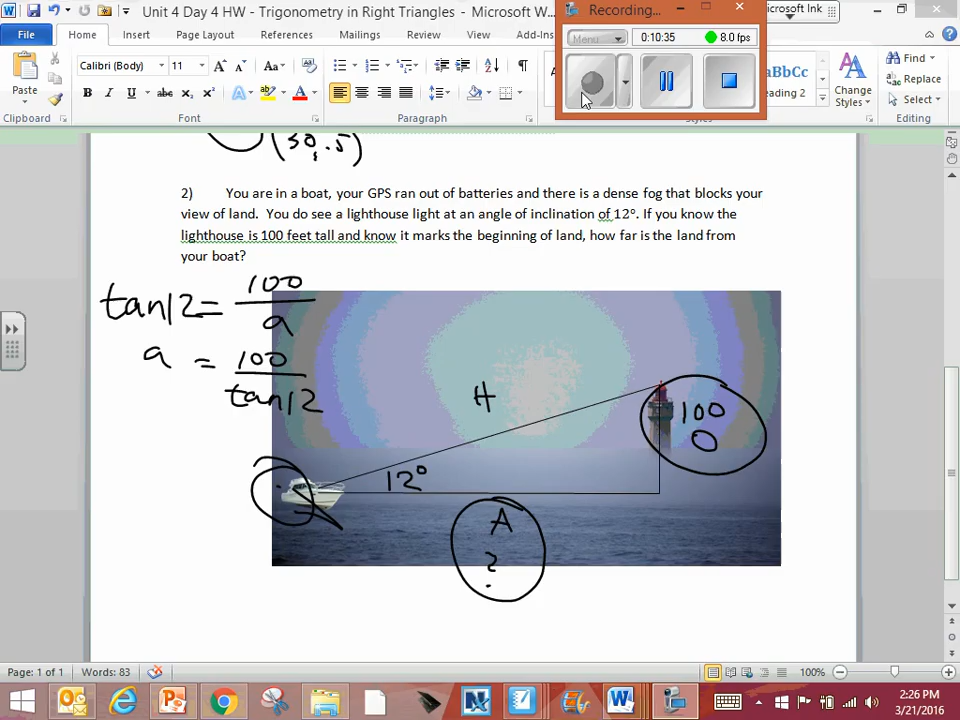 Unit 4 Day 4 HW - Trigonometry in Right Triangles - Microsoft W...
Recording...
Microsoft Ink
Menu
0:10:35
8.0 fps
File
Home
Insert
Page Layout
References
Mailings
Calibri (Body)
11
Paste
Clipboard
Font
Paragraph
Heading 2
Change Styles
Find
Replace
Select
Editing
(30, .5)
2) You are in a boat, your GPS ran out of batteries and there is a dense fog that blocks your
view of land. You do see a lighthouse light at an angle of inclination of 12°. If you know the
lighthouse is 100 feet tall and know it marks the beginning of land, how far is the land from
your boat?
tan12 = 100/a
a = 100/tan12
H
100
O
12°
A
?
Page: 1 of 1
Words: 83
100%
2:26 PM
3/21/2016